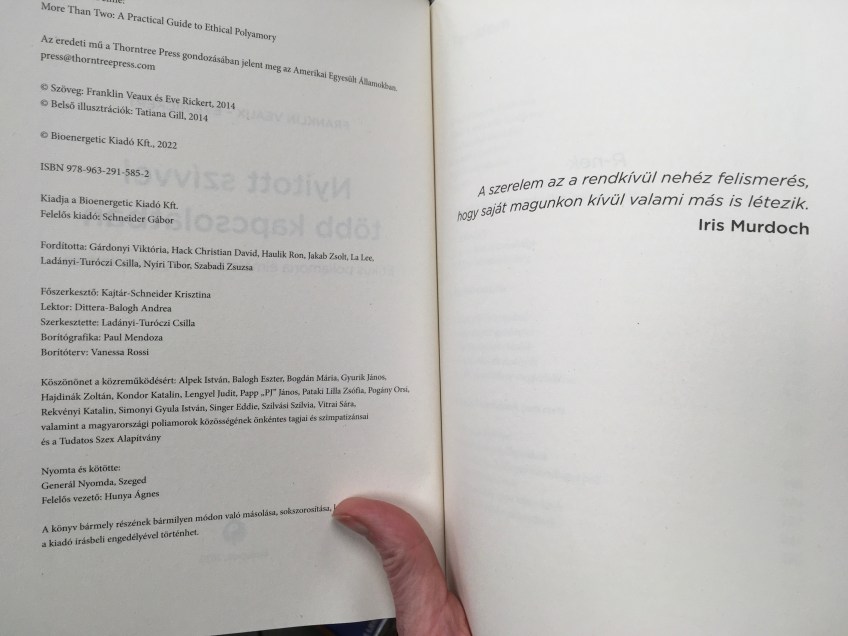 More Than Two: A Practical Guide to Ethical Polyamory
Az eredeti mű a Thorntree Press gondozásában jelent meg az Amerikai Egyesült Államokban.
press@thorntreepress.com
© Szöveg: Franklin Veaux és Eve Rickert, 2014
© Belső illusztrációk: Tatiana Gill, 2014
© Bioenergetic Kiadó Kft., 2022
ISBN 978-963-291-585-2
Kiadja a Bioenergetic Kiadó Kft.
Felelős kiadó: Schneider Gábor
Fordította: Gárdonyi Viktória, Hack Christian David, Haulik Ron, Jakab Zsolt, La Lee,
Ladányi-Turóczi Csilla, Nyíri Tibor, Szabadi Zsuzsa
Főszerkesztő: Kajtár-Schneider Krisztina
Lektor: Dittera-Balogh Andrea
Szerkesztette: Ladányi-Turóczi Csilla
Borítógrafika: Paul Mendoza
Borítóterv: Vanessa Rossi
Köszönönet a közreműködésért: Alpek István, Balogh Eszter, Bogdán Mária, Gyurik János,
Hajdinák Zoltán, Kondor Katalin, Lengyel Judit, Papp „PJ” János, Pataki Lilla Zsófia, Pogány Orsi,
Rekvényi Katalin, Simonyi Gyula István, Singer Eddie, Szilvási Szilvia, Vitrai Sára,
valamint a magyarországi poliamorok közösségének önkéntes tagjai és szimpatizánsai
és a Tudatos Szex Alapítvány
Nyomta és kötötte:
Generál Nyomda, Szeged
Felelős vezető: Hunya Ágnes
A könyv bármely részének bármilyen módon való másolása, sokszorosítása,
a kiadó írásbeli engedélyével történhet.
A szerelem az a rendkívül nehéz felismerés,
hogy saját magunkon kívül valami más is létezik.
Iris Murdoch